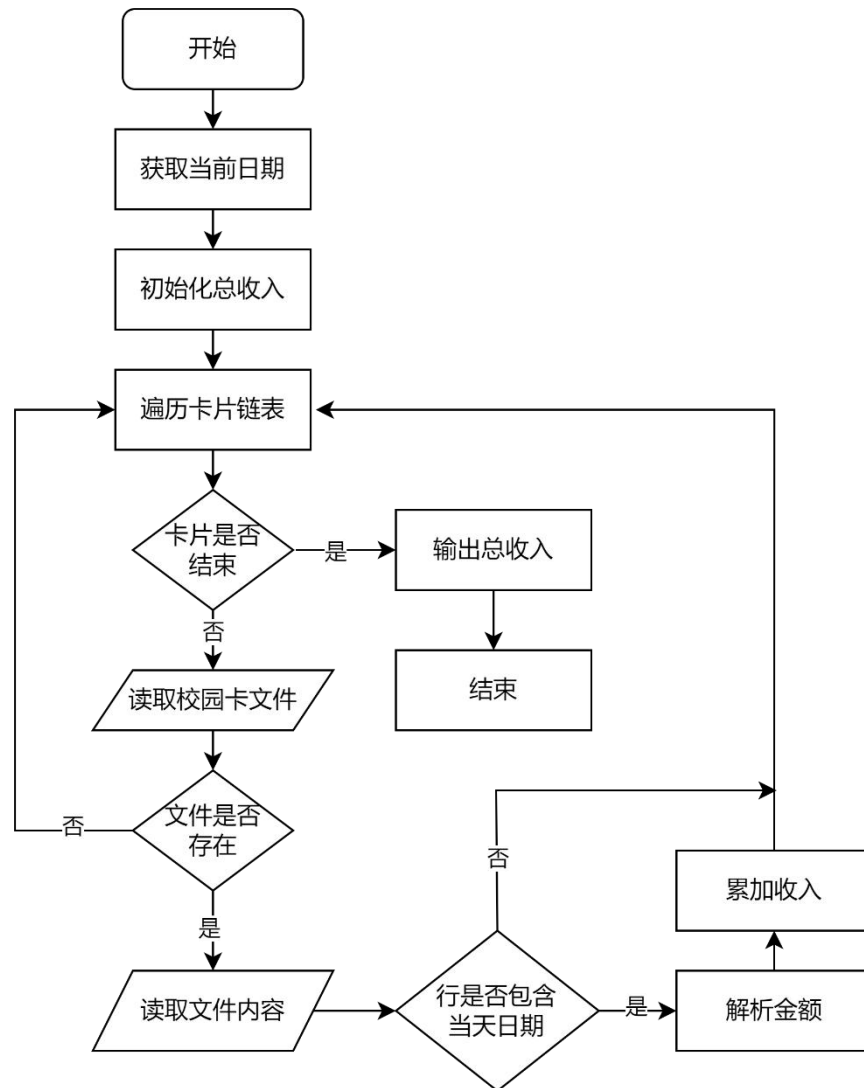 开始
获取当前日期
初始化总收入
遍历卡片链表
卡片是否
结束
是
输出总收入
否
结束
读取校园卡文件
文件是否
存在
否
否
累加收入
是
读取文件内容
行是否包含
当天日期
是
解析金额